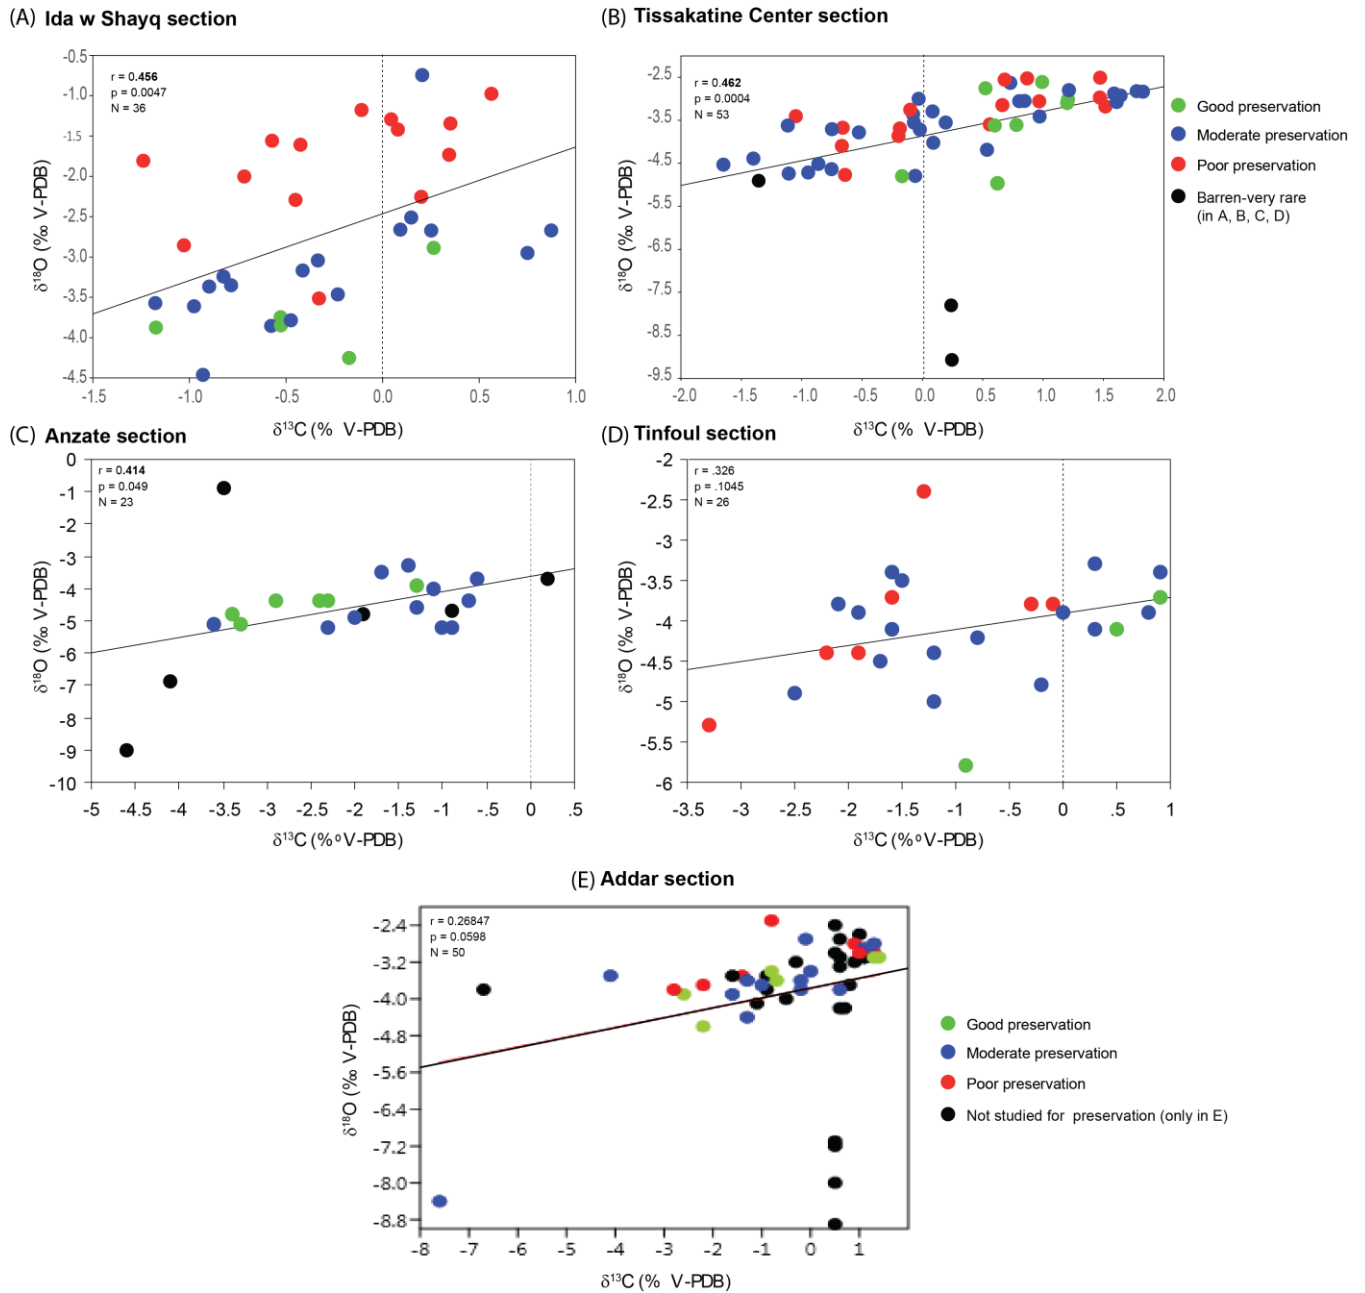 (A) Ida w Shayq section
r = 0.456
p = 0.0047
N = 36
-0.5
-1.0
-1.5
-2.0
-2.5
-3.0
-3.5
-4.0
-4.5
δ18O (‰ V-PDB)
-1.5 -1.0 -0.5 0.0 0.5 1.0
δ13C (% V-PDB)
(B) Tissakatine Center section
r = 0.462
p = 0.0004
N = 53
-2.5
-3.5
-4.5
-5.5
-6.5
-7.5
-8.5
-9.5
δ18O (‰ V-PDB)
-2.0 -1.5 -1.0 -0.5 0.0 0.5 1.0 1.5 2.0
δ13C (% V-PDB)
Good preservation
Moderate preservation
Poor preservation
Barren-very rare
(in A, B, C, D)
(C) Anzate section
r = 0.414
p = 0.049
N = 23
0
-1
-2
-3
-4
-5
-6
-7
-8
-9
-10
δ18O (‰ V-PDB)
-5 -4.5 -4 -3.5 -3 -2.5 -2 -1.5 -1 -.5 0 .5
δ13C (%º V-PDB)
(D) Tinfoul section
r = .326
p = .1045
N = 26
-2
-2.5
-3
-3.5
-4
-4.5
-5
-5.5
-6
δ18O (‰ V-PDB)
-3.5 -3 -2.5 -2 -1.5 -1 -.5 0 .5 1
δ13C (%º V-PDB)
(E) Addar section
r = 0.26847
p = 0.0598
N = 50
-2.4
-3.2
-4.0
-4.8
-5.6
-6.4
-7.2
-8.0
-8.8
δ18O (‰ V-PDB)
-8 -7 -6 -5 -4 -3 -2 -1 0 1
δ13C (% V-PDB)
Good preservation
Moderate preservation
Poor preservation
Not studied for preservation (only in E)